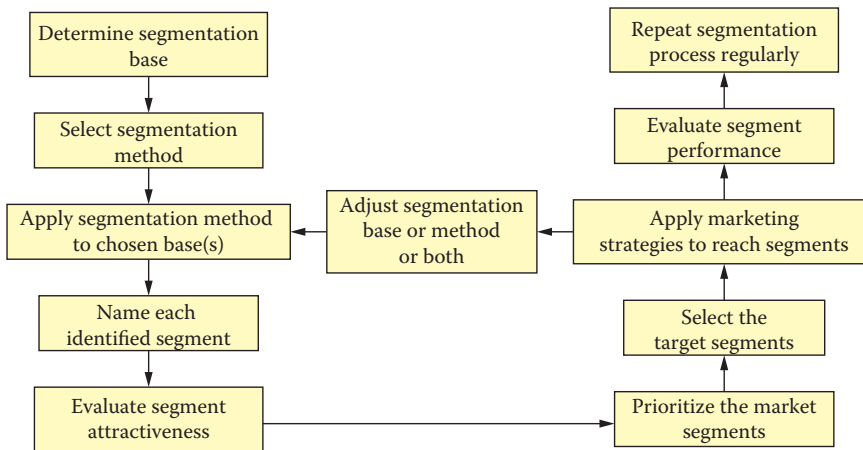 Determine segmentation
base
Select segmentation
method
Apply segmentation method
to chosen base(s)
Name each
identified segment
Evaluate segment
attractiveness
Adjust segmentation
base or method
or both
Repeat segmentation
process regularly
Evaluate segment
performance
Apply marketing
strategies to reach segments
Select the
target segments
Prioritize the market
segments